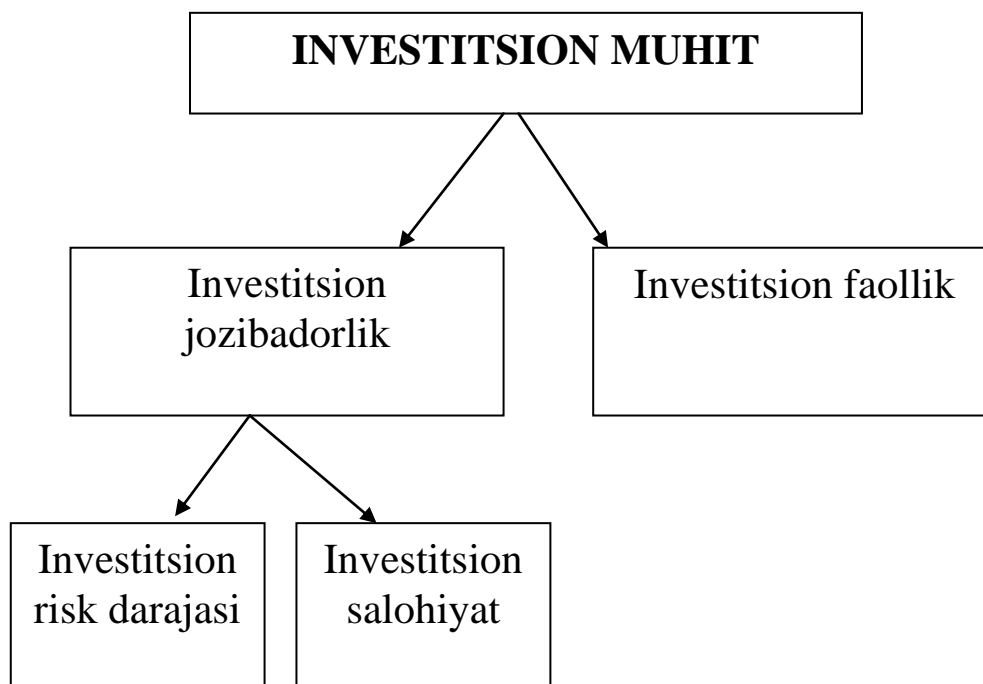 INVESTITSION MUHIT
Investitsion
jozibadorlik
Investitsion faollik
Investitsion
risk darajasi
Investitsion
salohiyat